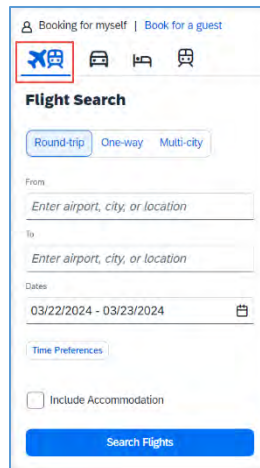 Booking for myself | Book for a guest
Flight Search
Round-trip One-way Multi-city
From
Enter airport, city, or location
To
Enter airport, city, or location
Dates
03/22/2024 - 03/23/2024
Time Preferences
Include Accommodation
Search Flights